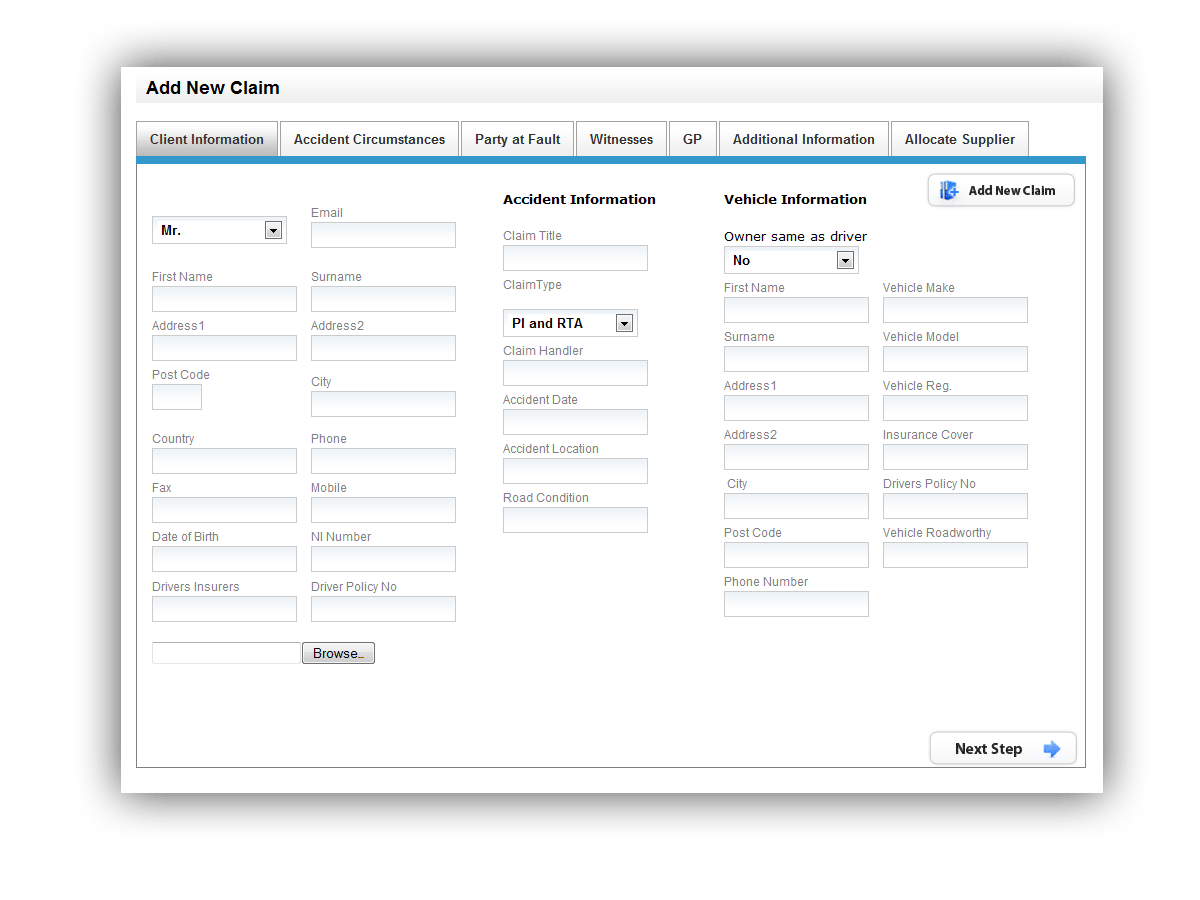 Add New Claim
Client Information
Accident Circumstances
Party at Fault
Witnesses
GP
Additional Information
Allocate Supplier
Add New Claim
Mr.
Email
First Name
Surname
Address1
Address2
Post Code
City
Country
Phone
Fax
Mobile
Date of Birth
NI Number
Drivers Insurers
Driver Policy No
Browse...
Accident Information
Claim Title
ClaimType
PI and RTA
Claim Handler
Accident Date
Accident Location
Road Condition
Vehicle Information
Owner same as driver
No
First Name
Vehicle Make
Surname
Vehicle Model
Address1
Vehicle Reg.
Address2
Insurance Cover
City
Drivers Policy No
Post Code
Vehicle Roadworthy
Phone Number
Next Step